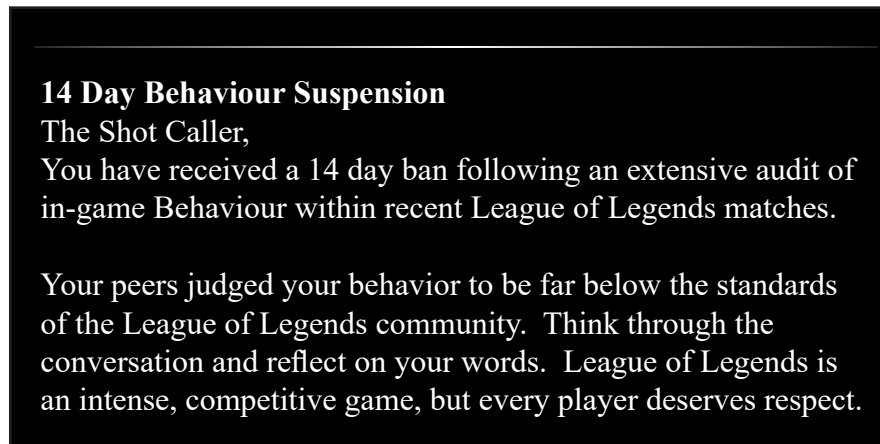 14 Day Behaviour Suspension
The Shot Caller,
You have received a 14 day ban following an extensive audit of
in-game Behaviour within recent League of Legends matches.
Your peers judged your behavior to be far below the standards
of the League of Legends community.  Think through the
conversation and reflect on your words.  League of Legends is
an intense, competitive game, but every player deserves respect.